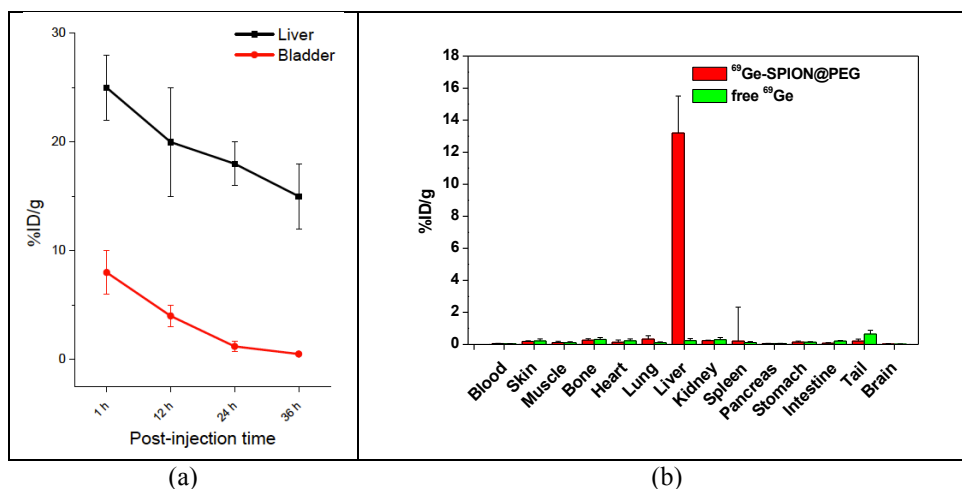 30
20
10
0
%ID/g
Liver
Bladder
1 h
12 h
24 h
36 h
Post-injection time
(a)
18
16
14
12
10
8
6
4
2
0
%ID/g
⁶⁹Ge-SPION@PEG
free ⁶⁹Ge
Blood
Skin
Muscle
Bone
Heart
Lung
Liver
Kidney
Spleen
Pancreas
Stomach
Intestine
Tail
Brain
(b)